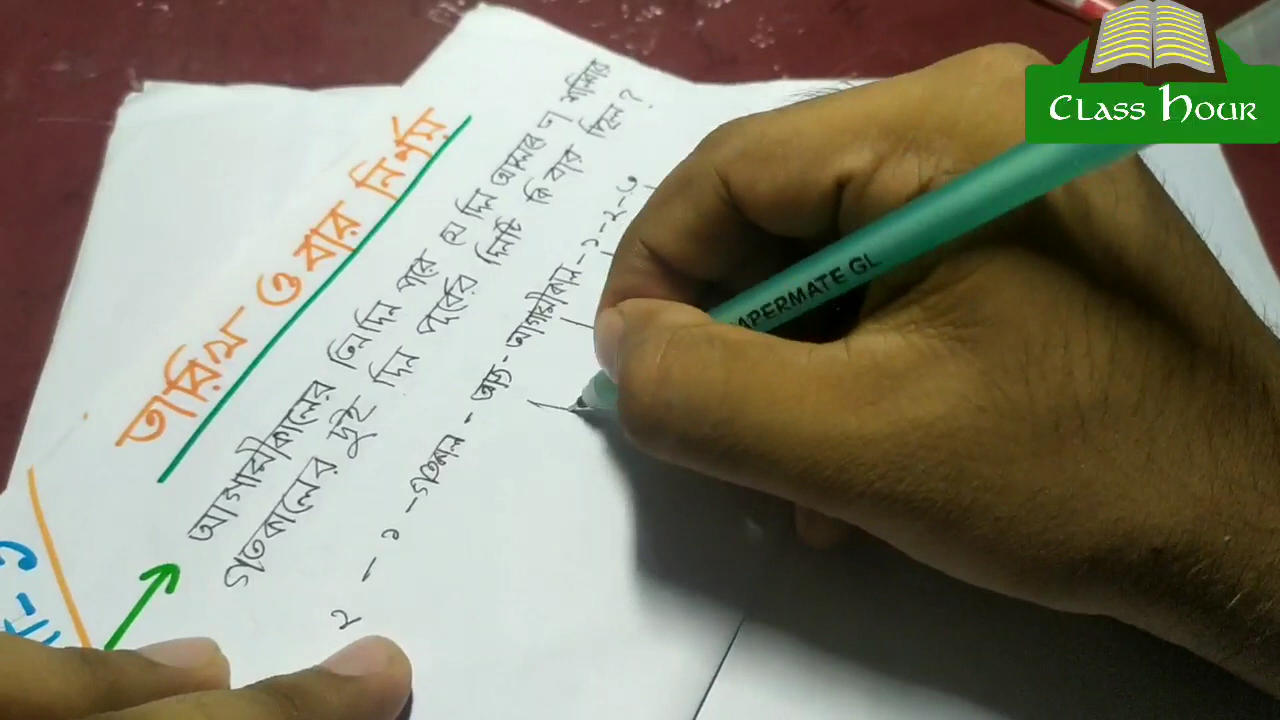 Class Hour
তারিখ ও বার নির্ণয়
আগামীকালের তিনদিন পরে যে দিন আসবে তা শনিবার
গতকালের দুই দিন পূর্বের দিনটি কি বার ছিল?
২ - ১ - গতকাল - আজ - আগামীকাল - ১ - ২ - ৩
PAPERMATE GL
- ১